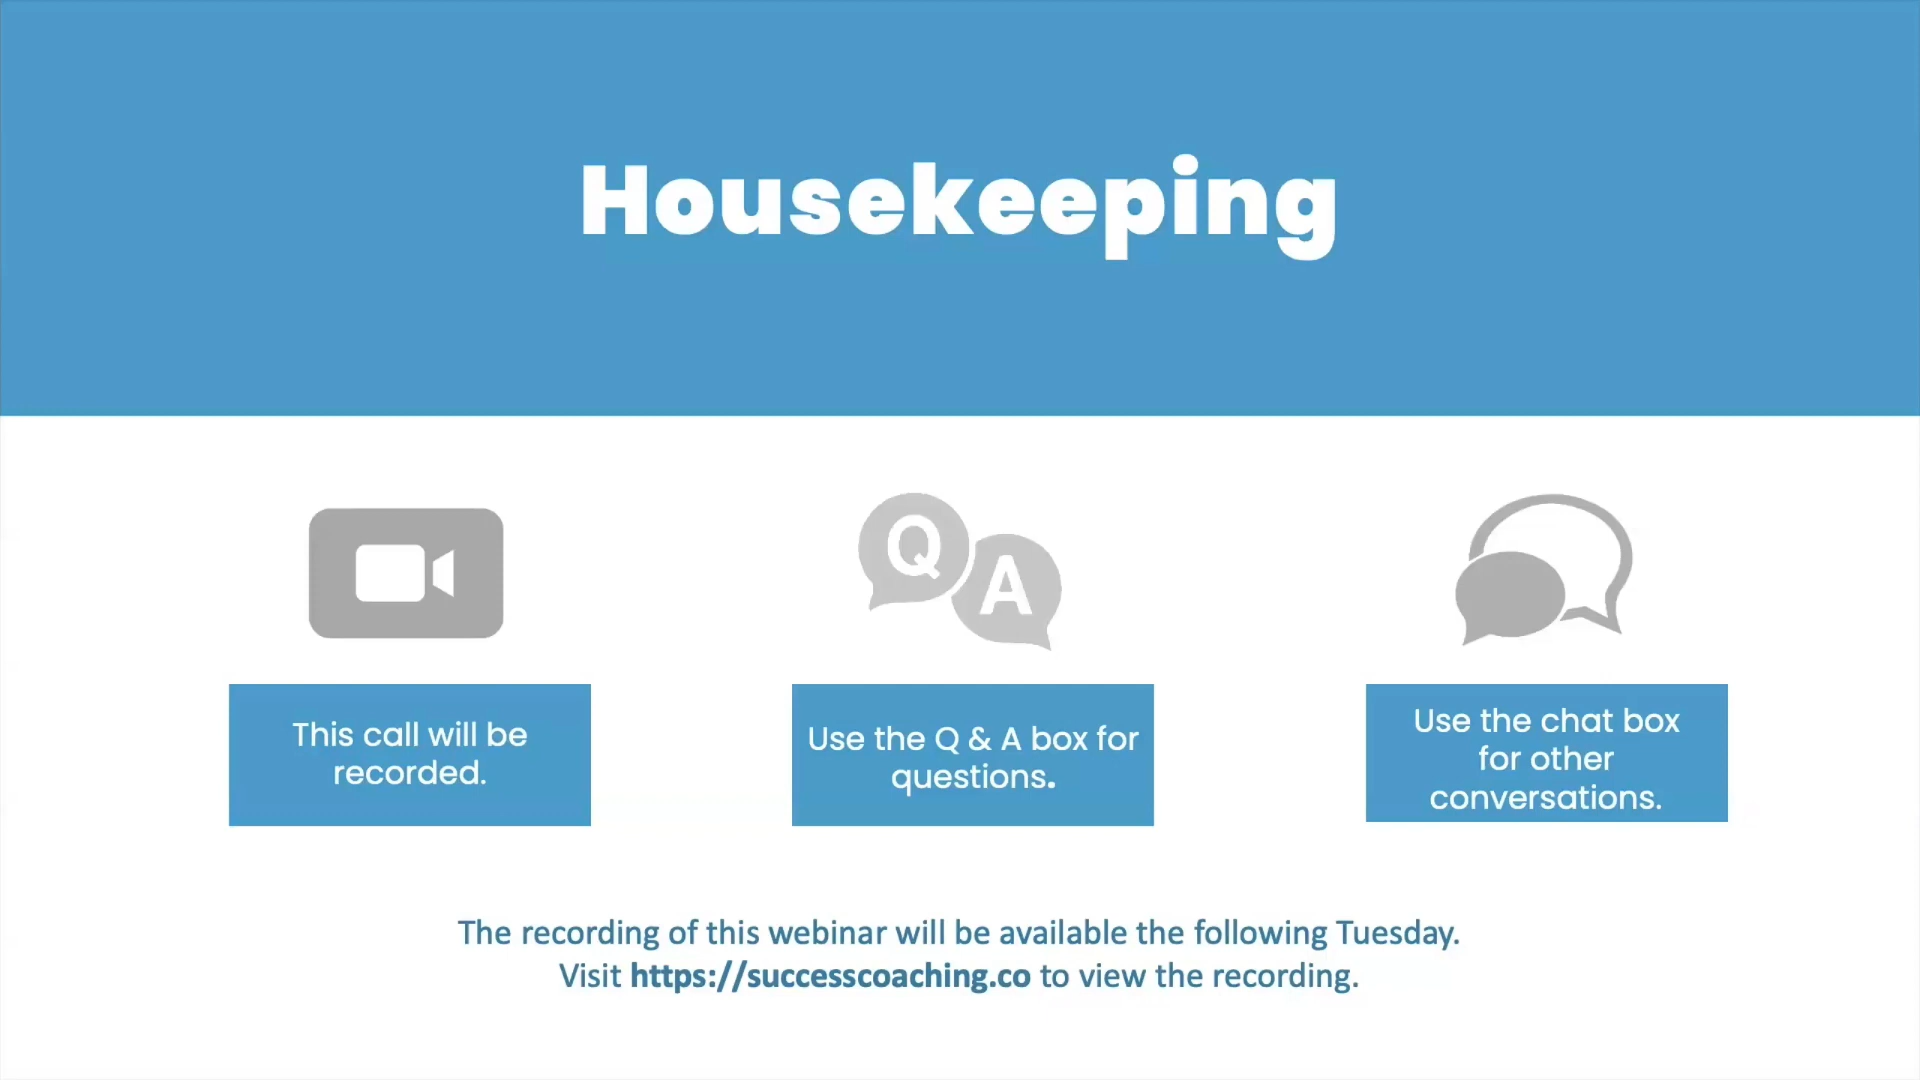 Housekeeping
Q
A
This call will be
recorded.
Use the Q & A box for
questions.
Use the chat box
for other
conversations.
The recording of this webinar will be available the following Tuesday.
Visit https://successcoaching.co to view the recording.